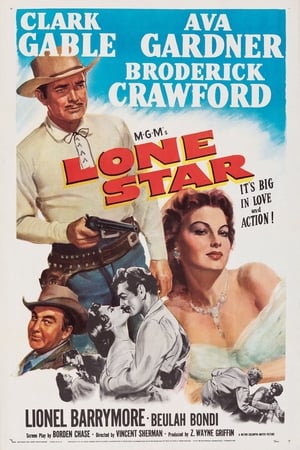 CLARK GABLE
AVA GARDNER
BRODERICK CRAWFORD
M-G-M's
LONE STAR
IT'S BIG
IN LOVE
and
ACTION!
LIONEL BARRYMORE - BEULAH BONDI
Screen Play by BORDEN CHASE · Directed by VINCENT SHERMAN · Produced by Z. WAYNE GRIFFIN